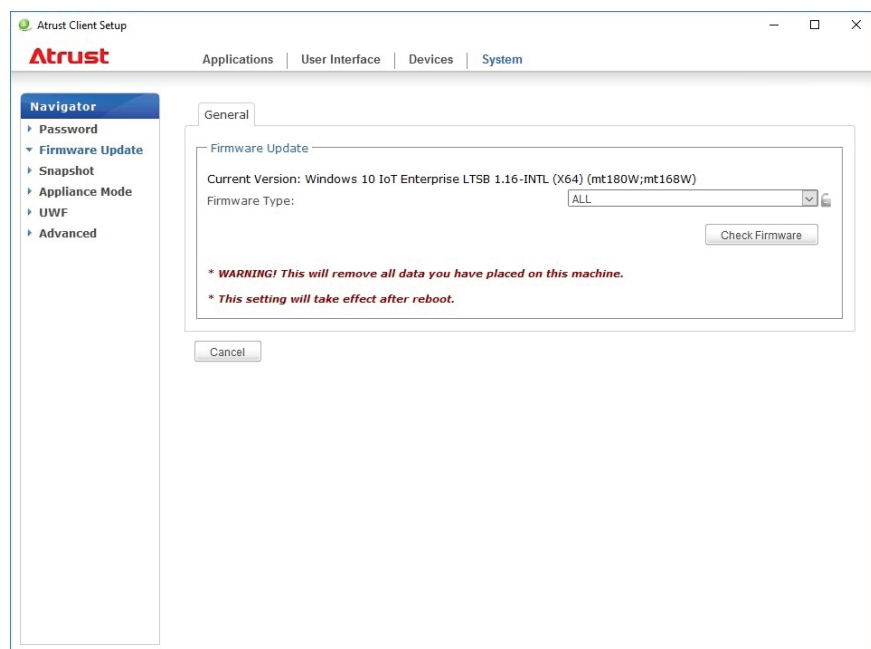 Atrust Client Setup
Atrust
Applications | User Interface | Devices | System
Navigator
Password
Firmware Update
Snapshot
Appliance Mode
UWF
Advanced
General
Firmware Update
Current Version: Windows 10 IoT Enterprise LTSB 1.16-INTL (X64) (mt180W;mt168W)
Firmware Type: ALL
Check Firmware
* WARNING! This will remove all data you have placed on this machine.
* This setting will take effect after reboot.
Cancel